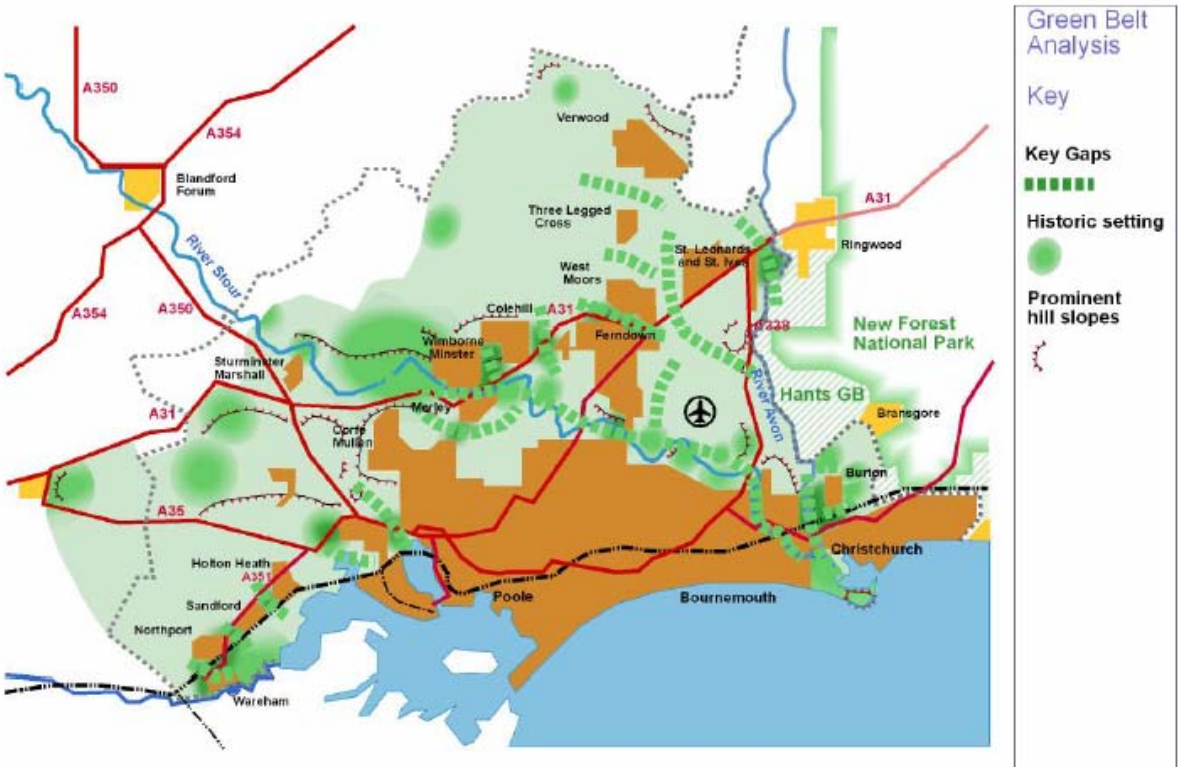 Green Belt
Analysis
Key
Key Gaps
Historic setting
Prominent
hill slopes
A350
A354
Blandford
Forum
River Stour
A354
A350
Verwood
Three Legged
Cross
West
Moors
St. Leonards
and St. Ives
A31
Ringwood
Colehill
A31
Ferndown
A338
New Forest
National Park
Wimborne
Minster
Sturminster
Marshall
Merley
River Avon
Hants GB
Bransgore
A31
Corfe
Mullen
Burton
A35
Holton Heath
A351
Sandford
Northport
Wareham
Poole
Bournemouth
Christchurch